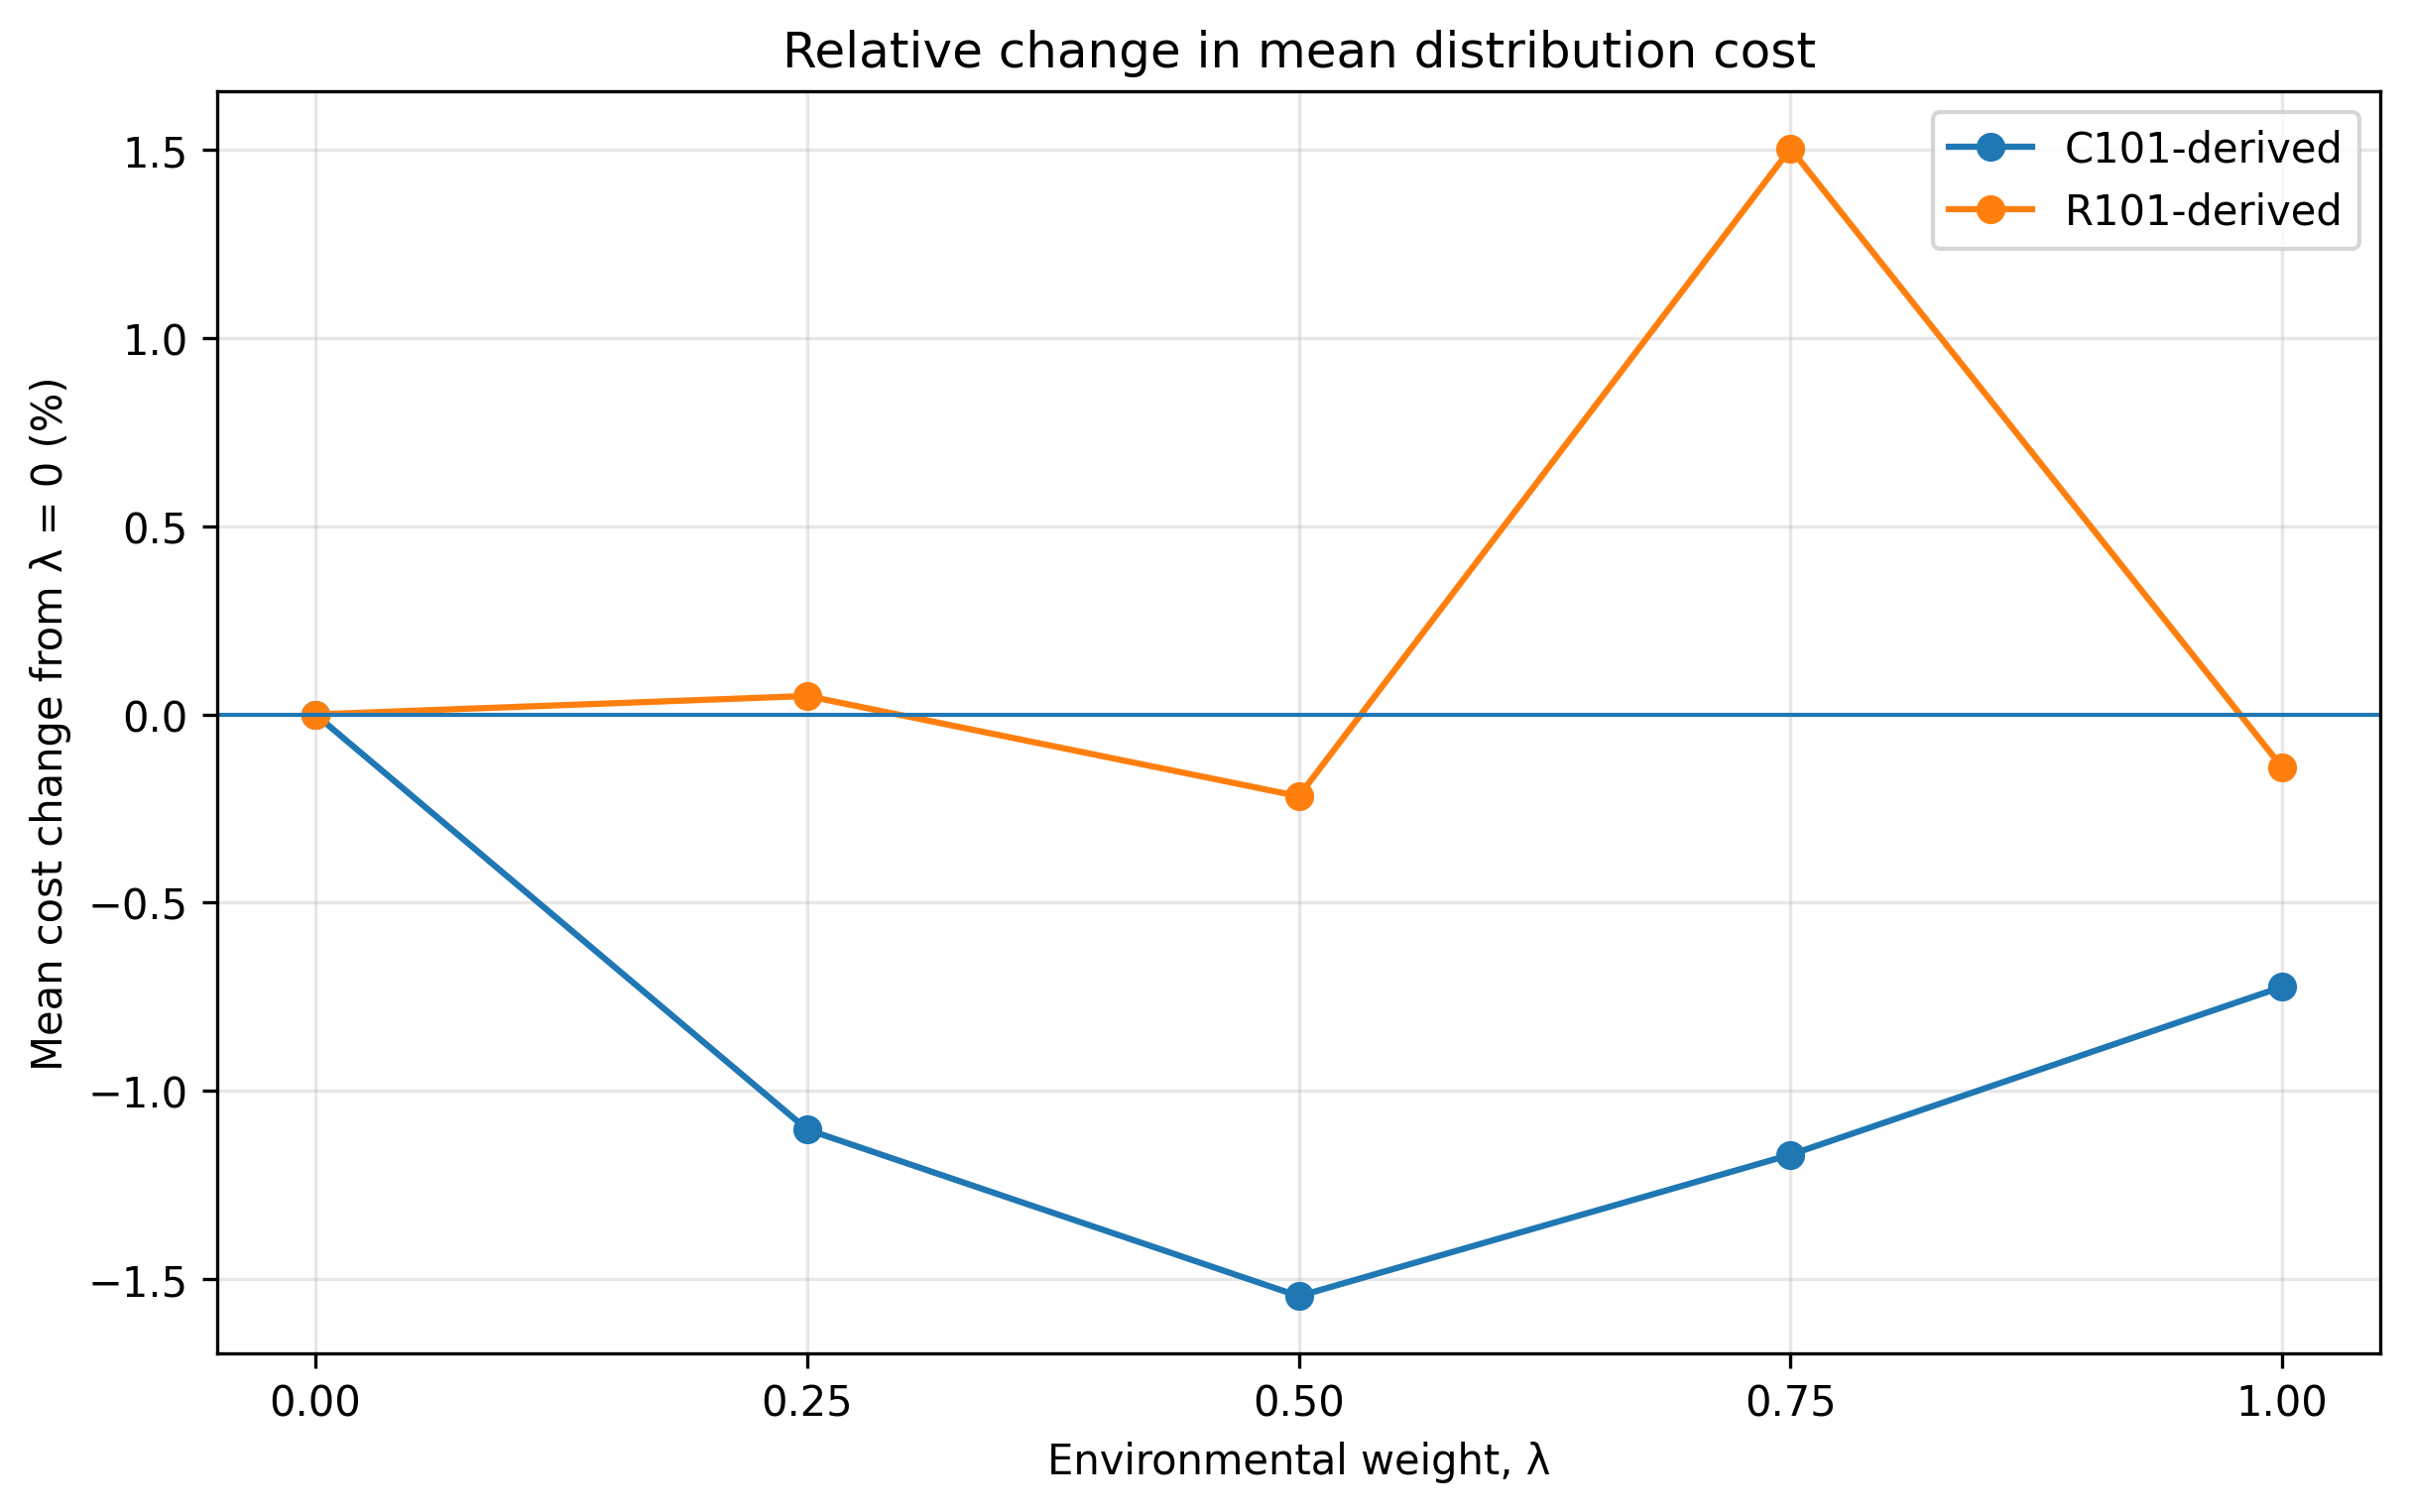 Relative change in mean distribution cost
C101-derived
R101-derived
Mean cost change from λ = 0 (%)
1.5
1.0
0.5
0.0
−0.5
−1.0
−1.5
0.00 0.25 0.50 0.75 1.00
Environmental weight, λ